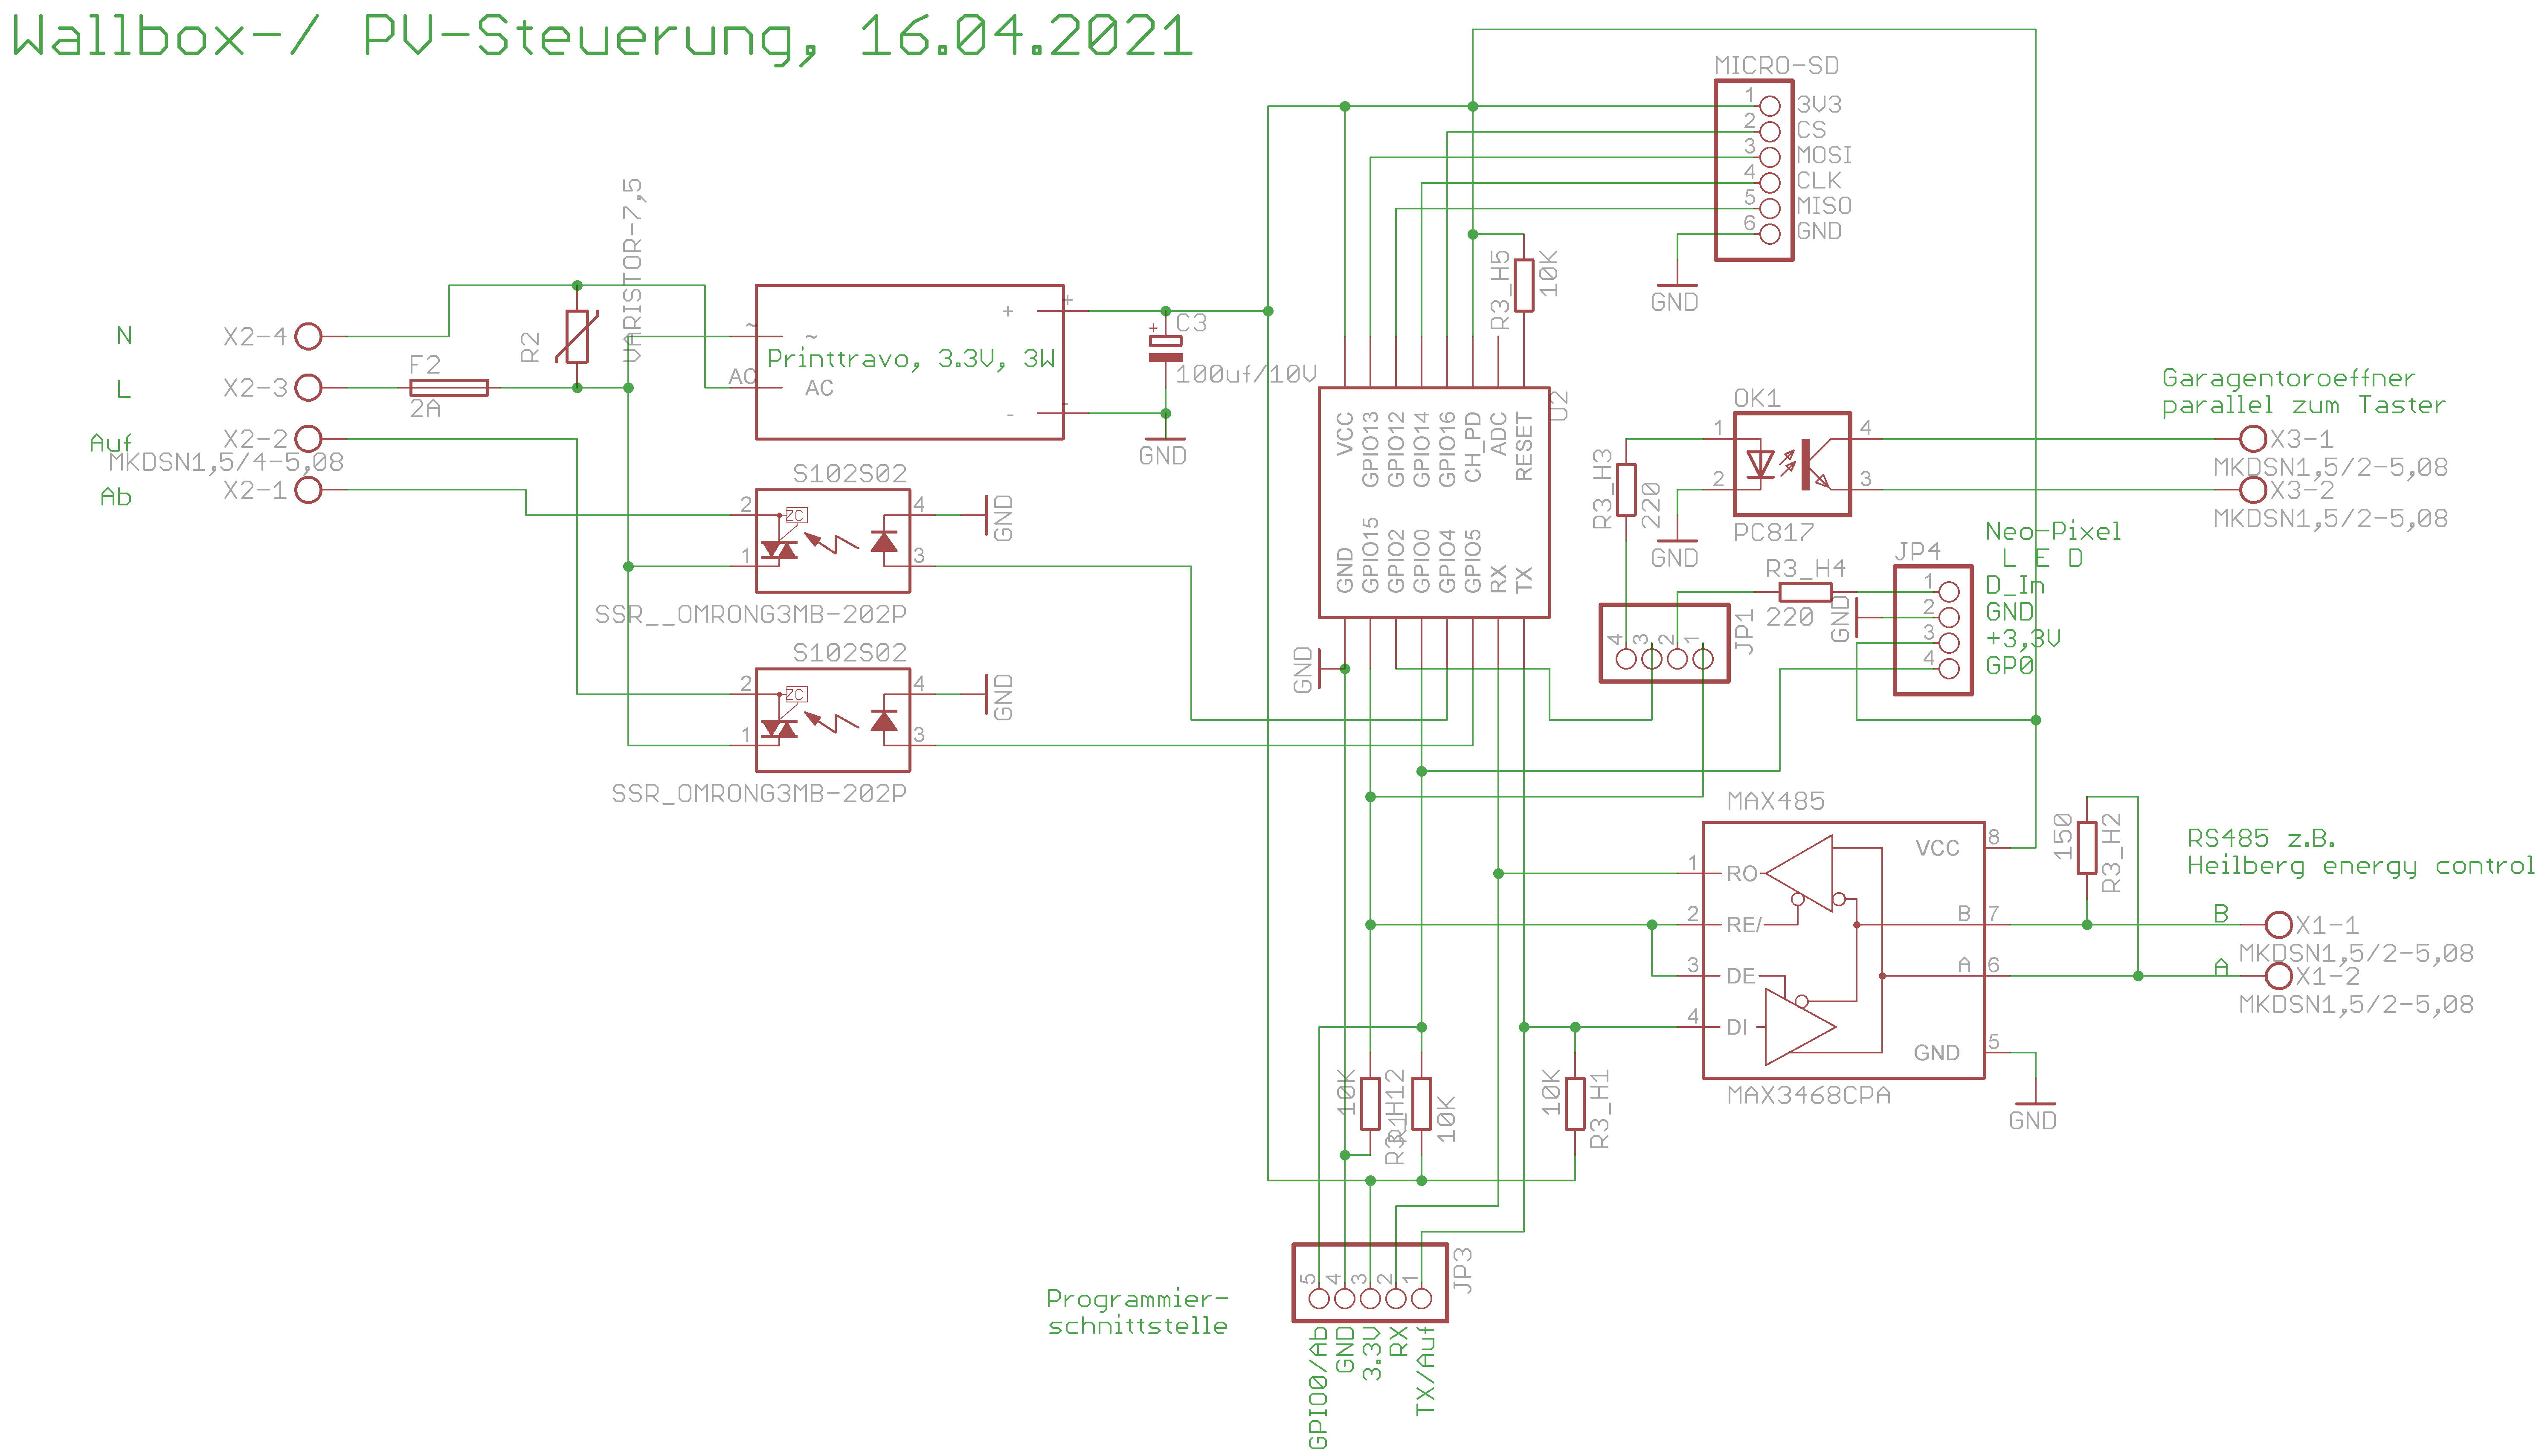 Wallbox-/ PV-Steuerung, 16.04.2021
MICRO-SD
1 3V3
2 CS
3 MOSI
4 CLK
5 MISO
6 GND
GND
R3_H5
10K
N X2-4
L X2-3
Auf X2-2
MKDSN1,5/4-5,08
Ab X2-1
F2
2A
R2
VARISTOR-7,5
~ ~
AC AC
+ +
- -
Printtravo, 3.3V, 3W
+ C3
100uf/10V
GND
S102S02
2 ZC 4
1 3
GND
SSR__OMRONG3MB-202P
S102S02
2 ZC 4
1 3
GND
SSR_OMRONG3MB-202P
U2
VCC
GPIO13
GPIO12
GPIO14
GPIO16
CH_PD
ADC
RESET
GND
GPIO15
GPIO2
GPIO0
GPIO4
GPIO5
RX
TX
GND
OK1
1 4
2 3
PC817
GND
R3_H3
220
Garagentoroeffner
parallel zum Taster
X3-1
MKDSN1,5/2-5,08
X3-2
MKDSN1,5/2-5,08
Neo-Pixel
L E D
JP4
1 D_In
2 GND
3 +3,3V
4 GP0
R3_H4
220
GND
JP1
4 3 2 1
MAX485
1 RO
2 RE/
3 DE
4 DI
VCC 8
B 7
A 6
GND 5
MAX3468CPA
GND
150
R3_H2
RS485 z.B.
Heilberg energy control
B X1-1
MKDSN1,5/2-5,08
A X1-2
MKDSN1,5/2-5,08
10K
10K
10K
R3_H1
JP3
5 4 3 2 1
Programmier-
schnittstelle
GPIO0/Ab
GND
3.3V
RX
TX/Auf